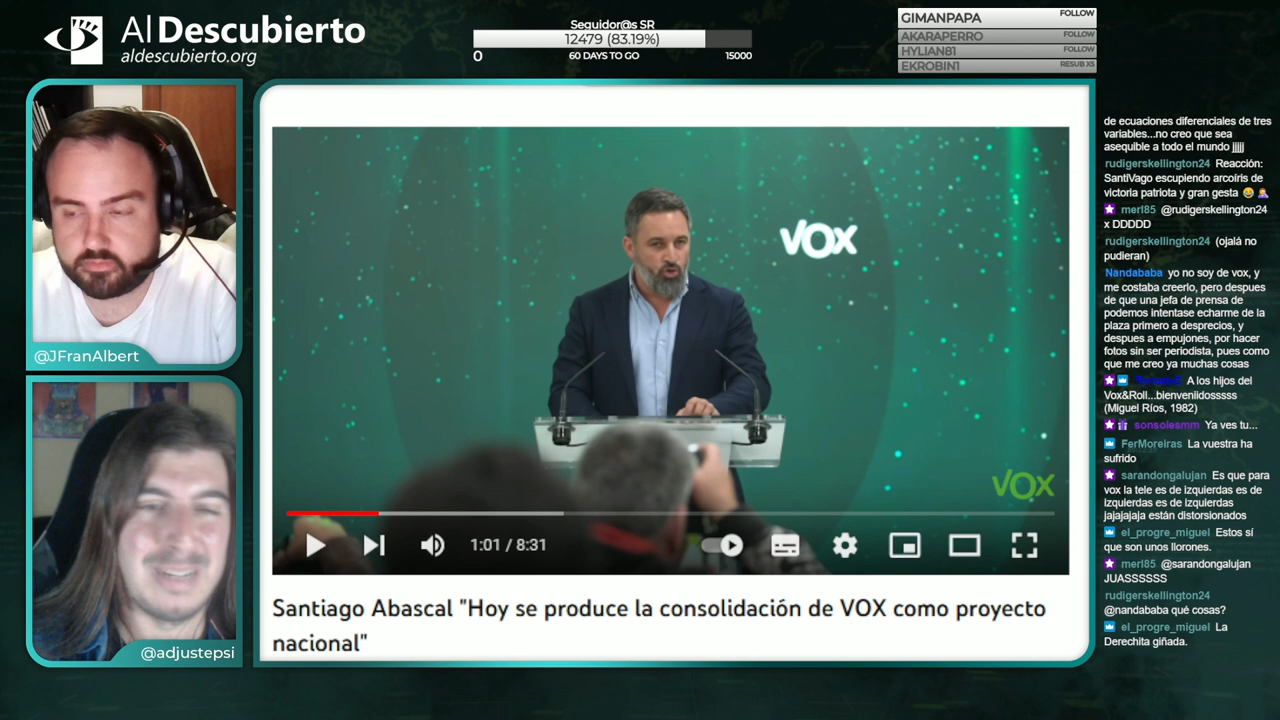 Al Descubierto
aldescubierto.org
Seguidor@s SR
12479 (83.19%)
0
60 DAYS TO GO
15000
GIMANPAPA
FOLLOW
AKARAPERRO
FOLLOW
HYLIAN81
FOLLOW
EKROBIN1
RESUB X5
@JFranAlbert
@adjustepsi
VOX
VOX
1:01 / 8:31
Santiago Abascal "Hoy se produce la consolidación de VOX como proyecto
nacional"
de ecuaciones diferenciales de tres
variables...no creo que sea
asequible a todo el mundo jjjjj
rudigerskellington24 Reacción:
SantiVago escupiendo arcoíris de
victoria patriota y gran gesta
merl85 @rudigerskellington24
x DDDDD
rudigerskellington24 (ojalá no
pudieran)
Nandababa yo no soy de vox, y
me costaba creerlo, pero despues
de que una jefa de prensa de
podemos intentase echarme de la
plaza primero a desprecios, y
despues a empujones, por hacer
fotos sin ser periodista, pues como
que me creo ya muchas cosas
A los hijos del
Vox&Roll...bienveniidosssss
(Miguel Ríos, 1982)
sonsolesmm Ya ves tu...
FerMoreiras La vuestra ha
sufrido
sarandongalujan Es que para
vox la tele es de izquierdas es de
izquierdas es de izquierdas
jajajajaja están distorsionados
el_progre_miguel Estos sí
que son unos llorones.
merl85 @sarandongalujan
JUASSSSSS
rudigerskellington24
@nandababa qué cosas?
el_progre_miguel La
Derechita giñada.